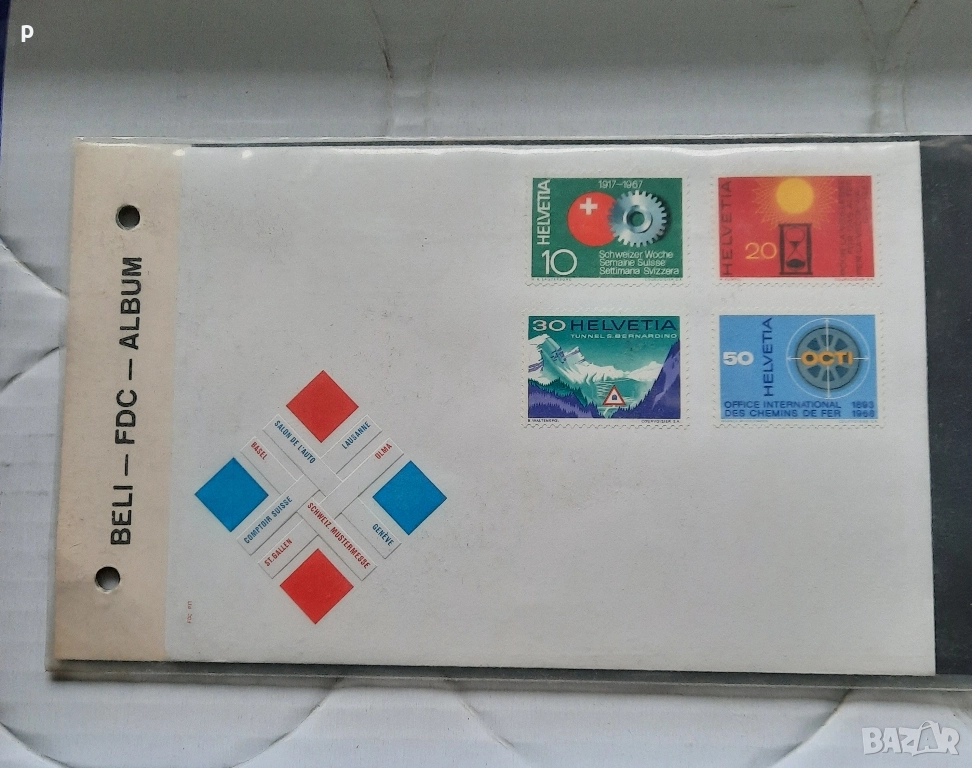 p
BELI – FDC – ALBUM
1917–1967
HELVETIA
10
Schweizer Woche
Semaine Suisse
Settimana Svizzera
HELVETIA
20
30 HELVETIA
TUNNEL S. BERNARDINO
COURVOISIER S.A.
50
HELVETIA
OCTI
OFFICE INTERNATIONAL 1893
DES CHEMINS DE FER 1968
SALON DE L'AUTO
LAUSANNE
BASEL
OLMA
COMPTOIR SUISSE
SCHWEIZ. MUSTERMESSE
GENÈVE
ST. GALLEN
FDC
BAZAR